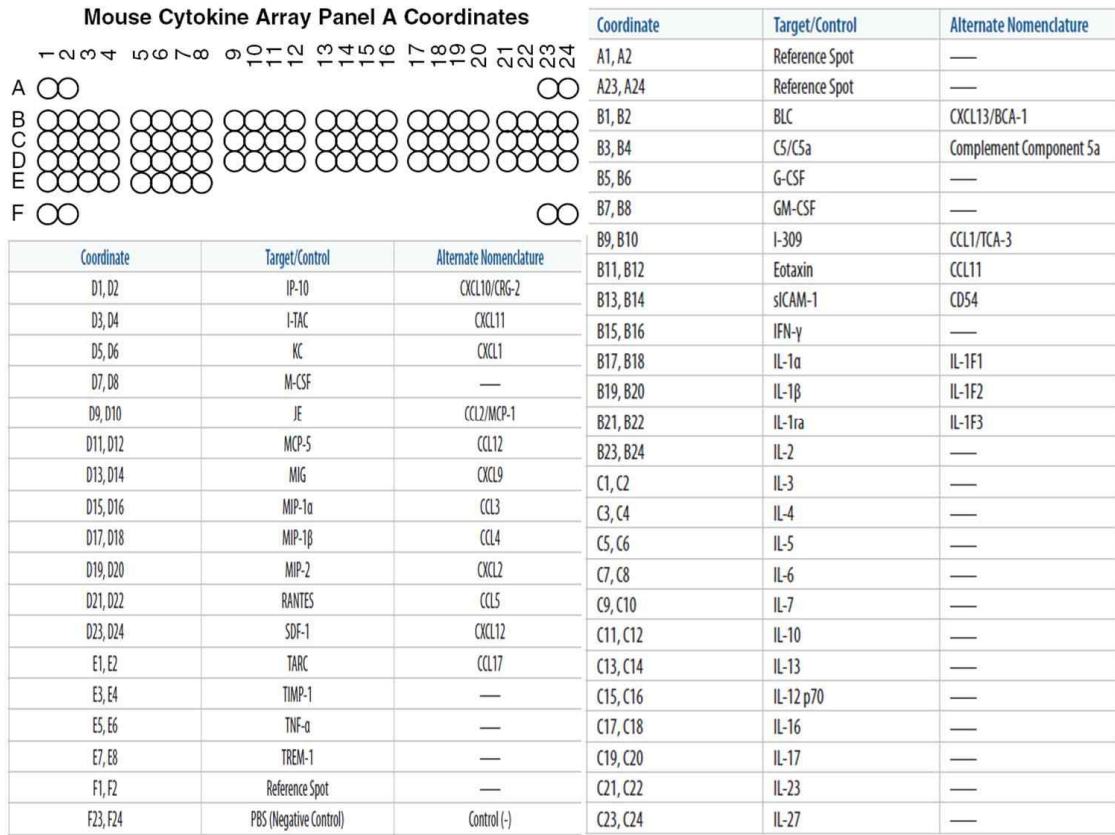 Mouse Cytokine Array Panel A Coordinates
1 2 3 4 5 6 7 8 9 10 11 12 13 14 15 16 17 18 19 20 21 22 23 24
A
B
C
D
E
F
Coordinate Target/Control Alternate Nomenclature
D1, D2 IP-10 CXCL10/CRG-2
D3, D4 I-TAC CXCL11
D5, D6 KC CXCL1
D7, D8 M-CSF —
D9, D10 JE CCL2/MCP-1
D11, D12 MCP-5 CCL12
D13, D14 MIG CXCL9
D15, D16 MIP-1α CCL3
D17, D18 MIP-1β CCL4
D19, D20 MIP-2 CXCL2
D21, D22 RANTES CCL5
D23, D24 SDF-1 CXCL12
E1, E2 TARC CCL17
E3, E4 TIMP-1 —
E5, E6 TNF-α —
E7, E8 TREM-1 —
F1, F2 Reference Spot —
F23, F24 PBS (Negative Control) Control (-)
Coordinate Target/Control Alternate Nomenclature
A1, A2 Reference Spot —
A23, A24 Reference Spot —
B1, B2 BLC CXCL13/BCA-1
B3, B4 C5/C5a Complement Component 5a
B5, B6 G-CSF —
B7, B8 GM-CSF —
B9, B10 I-309 CCL1/TCA-3
B11, B12 Eotaxin CCL11
B13, B14 sICAM-1 CD54
B15, B16 IFN-γ —
B17, B18 IL-1α IL-1F1
B19, B20 IL-1β IL-1F2
B21, B22 IL-1ra IL-1F3
B23, B24 IL-2 —
C1, C2 IL-3 —
C3, C4 IL-4 —
C5, C6 IL-5 —
C7, C8 IL-6 —
C9, C10 IL-7 —
C11, C12 IL-10 —
C13, C14 IL-13 —
C15, C16 IL-12 p70 —
C17, C18 IL-16 —
C19, C20 IL-17 —
C21, C22 IL-23 —
C23, C24 IL-27 —